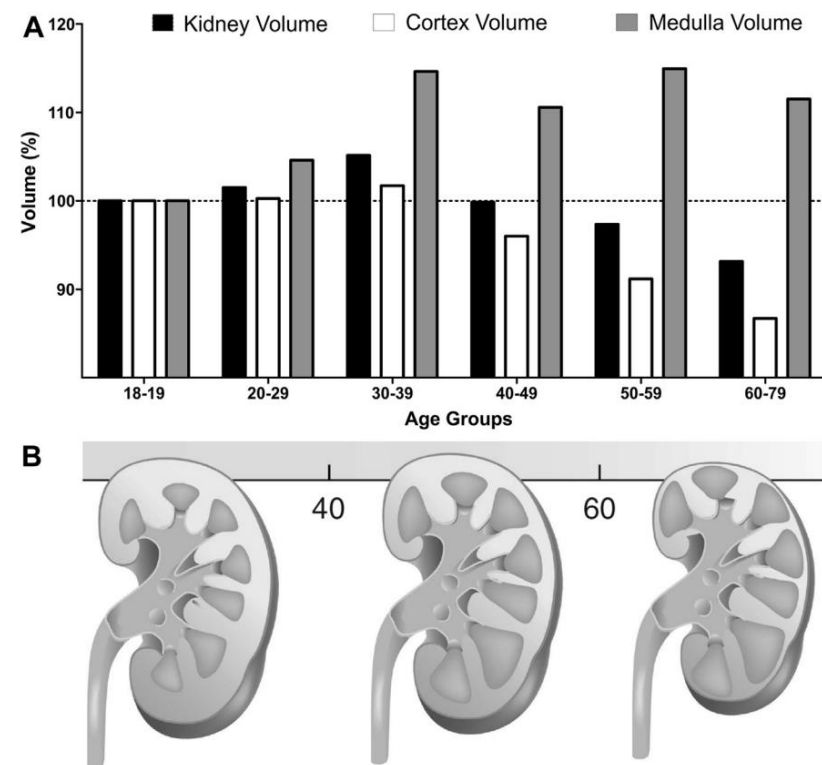 A
120
Kidney Volume
Cortex Volume
Medulla Volume
110
100
90
Volume (%)
18-19
20-29
30-39
40-49
50-59
60-79
Age Groups
B
40
60